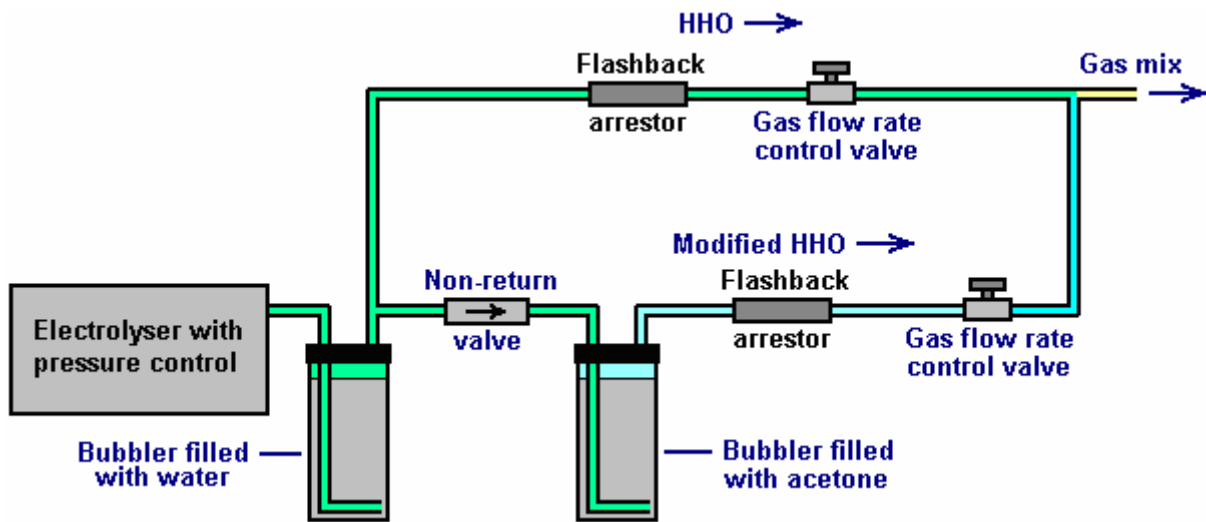 HHO
Flashback
arrestor
Gas flow rate
control valve
Gas mix
Modified HHO
Flashback
arrestor
Gas flow rate
control valve
Non-return
valve
Electrolyser with
pressure control
Bubbler filled
with water
Bubbler filled
with acetone